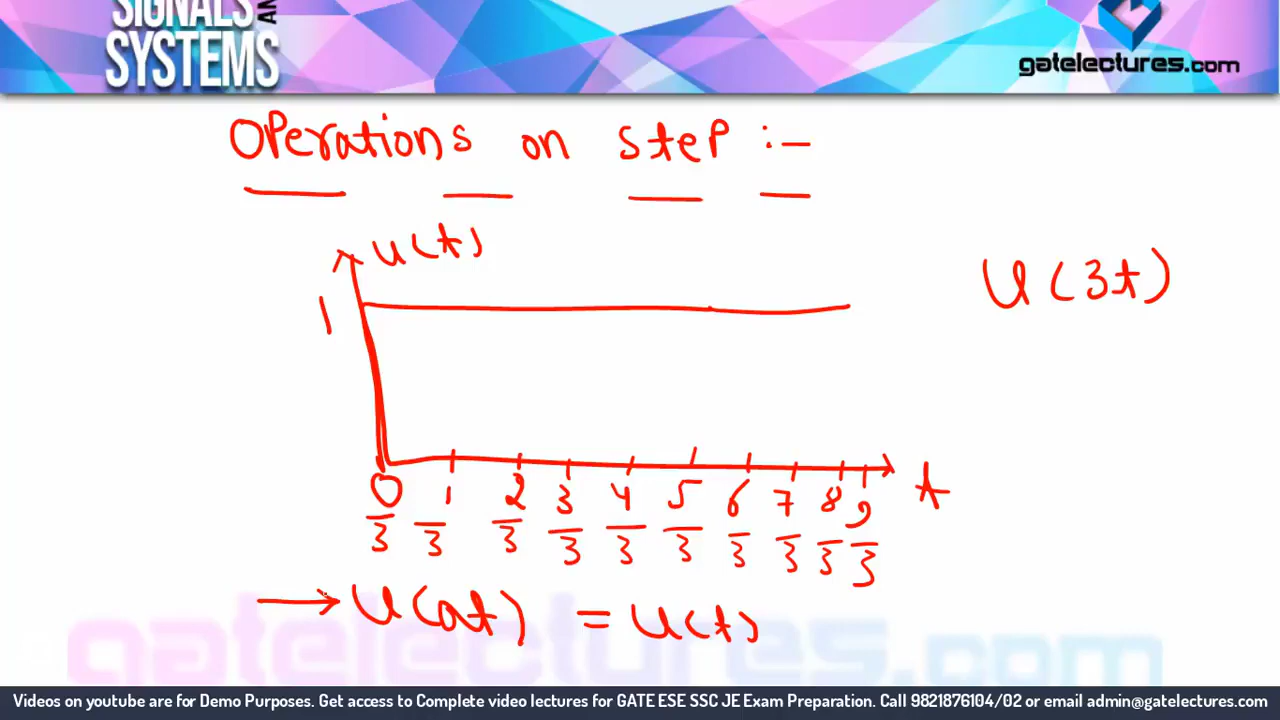 SIGNALS AND
SYSTEMS
gatelectures.com
Operations on step :-
u(t)
u(3t)
1
t
0 1 2 3 4 5 6 7 8 9
3 3 3 3 3 3 3 3 3 3
→ u(at) = u(t)
gatelectures.com
Videos on youtube are for Demo Purposes. Get access to Complete video lectures for GATE ESE SSC JE Exam Preparation. Call 9821876104/02 or email admin@gatelectures.com